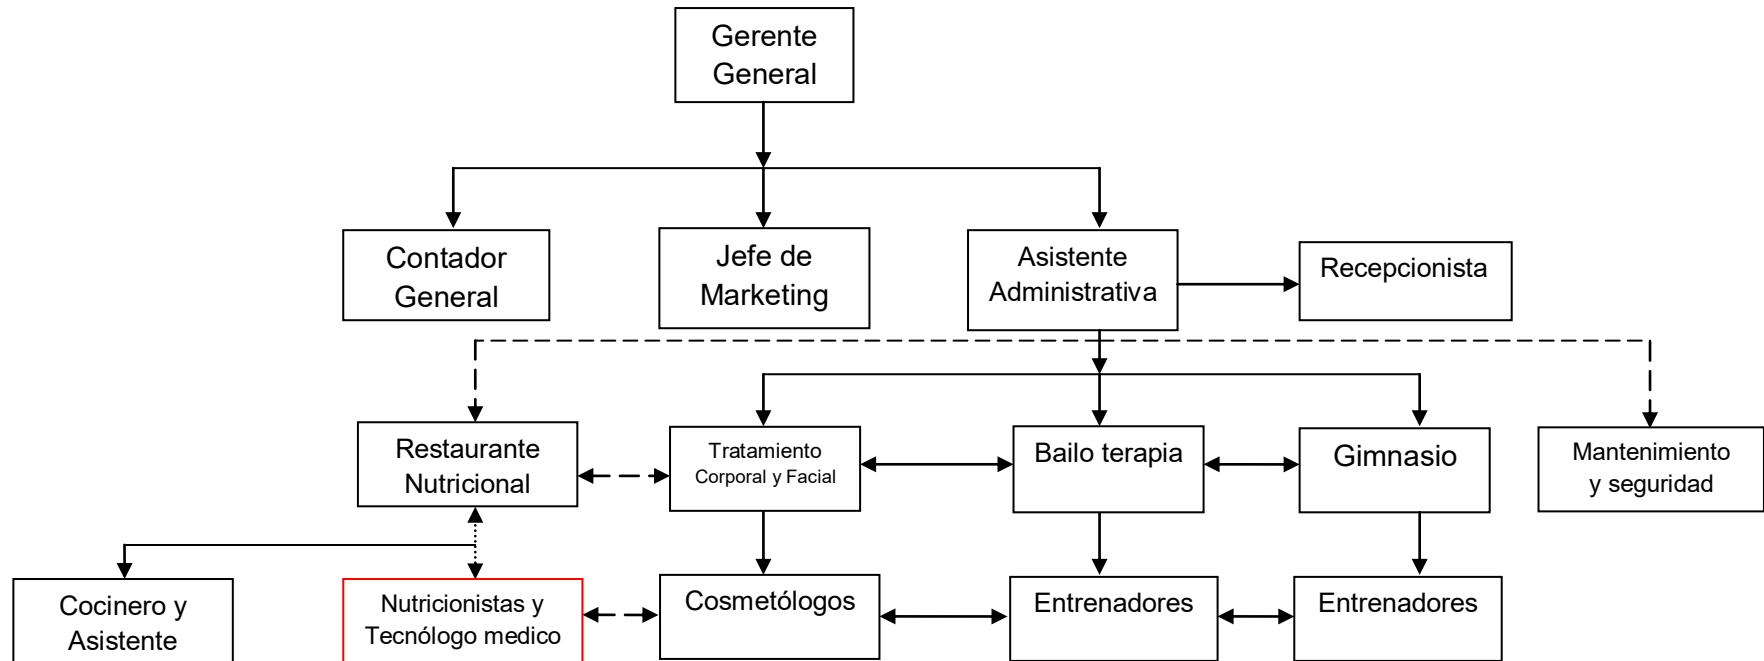 Gerente
General
Contador
General
Jefe de
Marketing
Asistente
Administrativa
Recepcionista
Restaurante
Nutricional
Tratamiento
Corporal y Facial
Bailo terapia
Gimnasio
Mantenimiento
y seguridad
Cocinero y
Asistente
Nutricionistas y
Tecnólogo medico
Cosmetólogos
Entrenadores
Entrenadores